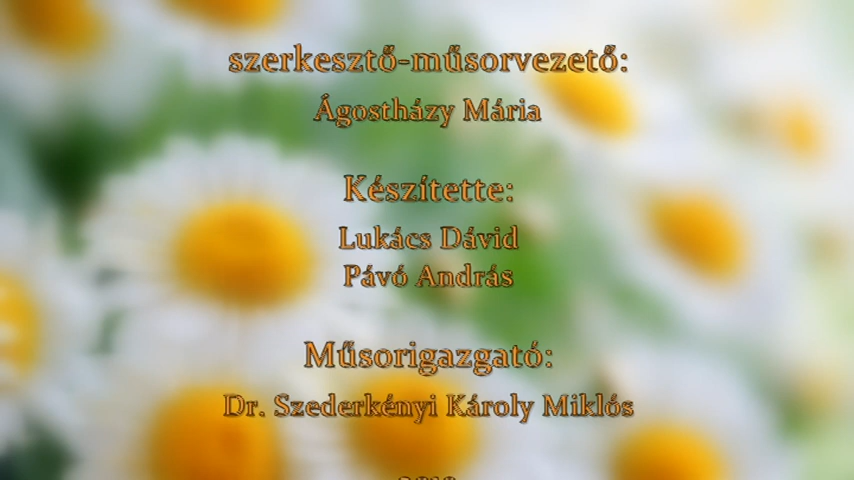 szerkesztő-műsorvezető:
Ágostházy Mária
Készítette:
Lukács Dávid
Pávó András
Műsorigazgató:
Dr. Szederkényi Károly Miklós